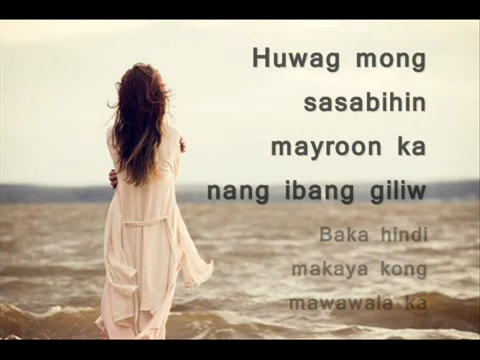 Huwag mong
sasabihin
mayroon ka
nang ibang giliw
Baka hindi
makaya kong
mawawala ka